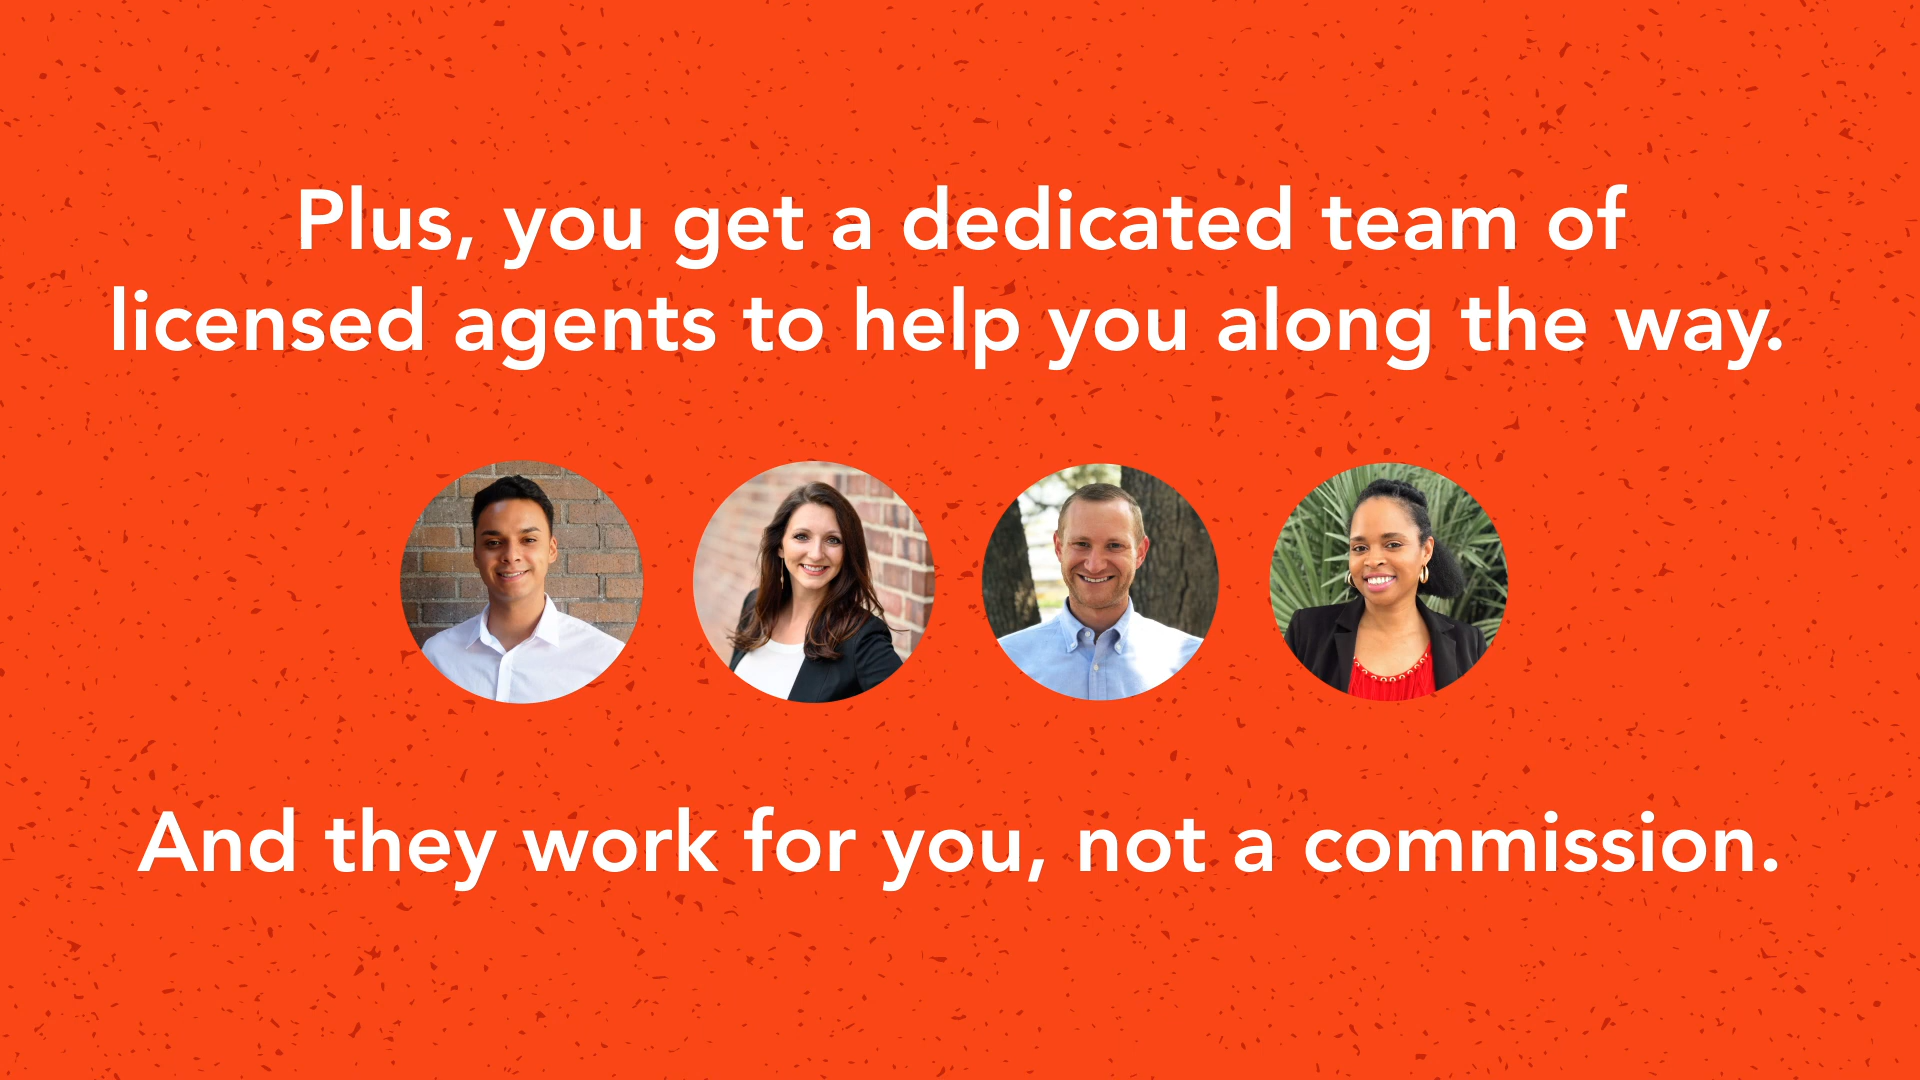 Plus, you get a dedicated team of
licensed agents to help you along the way.
And they work for you, not a commission.